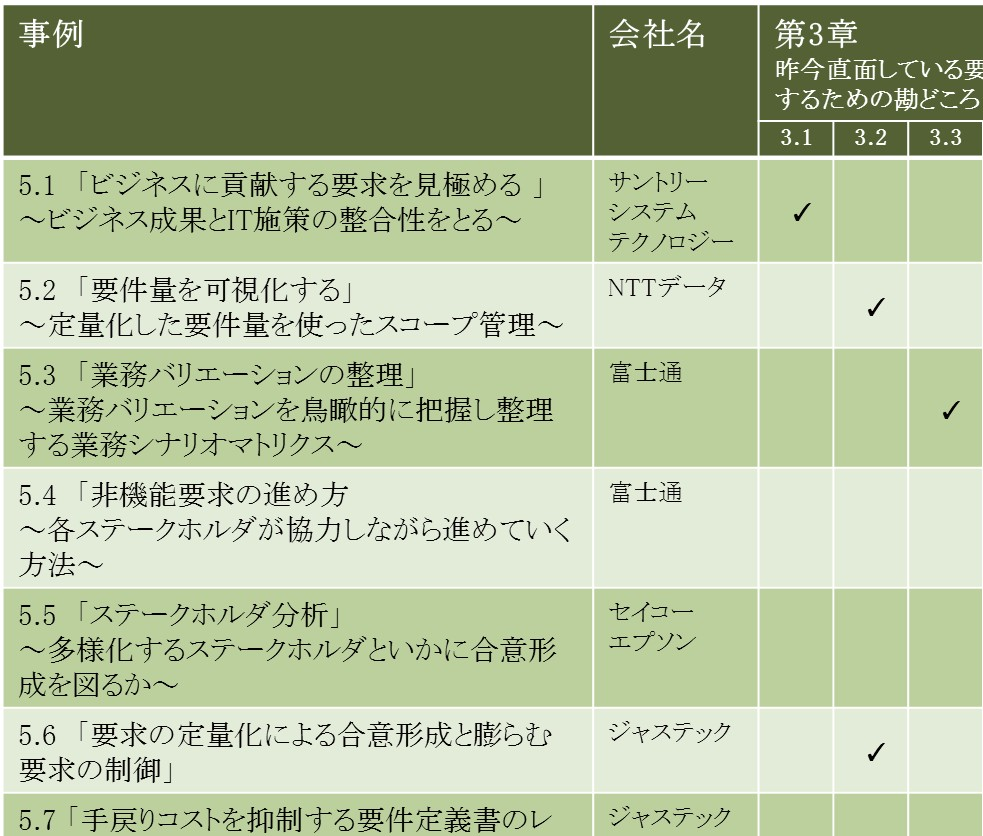 事例
会社名
第3章
昨今直面している要
するための勘どころ
3.1
3.2
3.3
5.1 「ビジネスに貢献する要求を見極める 」
～ビジネス成果とIT施策の整合性をとる～
サントリー
システム
テクノロジー
✓
5.2 「要件量を可視化する」
～定量化した要件量を使ったスコープ管理～
NTTデータ
✓
5.3 「業務バリエーションの整理」
～業務バリエーションを鳥瞰的に把握し整理
する業務シナリオマトリクス～
富士通
✓
5.4 「非機能要求の進め方
～各ステークホルダが協力しながら進めていく
方法～
富士通
5.5 「ステークホルダ分析」
～多様化するステークホルダといかに合意形
成を図るか～
セイコー
エプソン
5.6 「要求の定量化による合意形成と膨らむ
要求の制御」
ジャステック
✓
5.7 「手戻りコストを抑制する要件定義書のレ
ジャステック